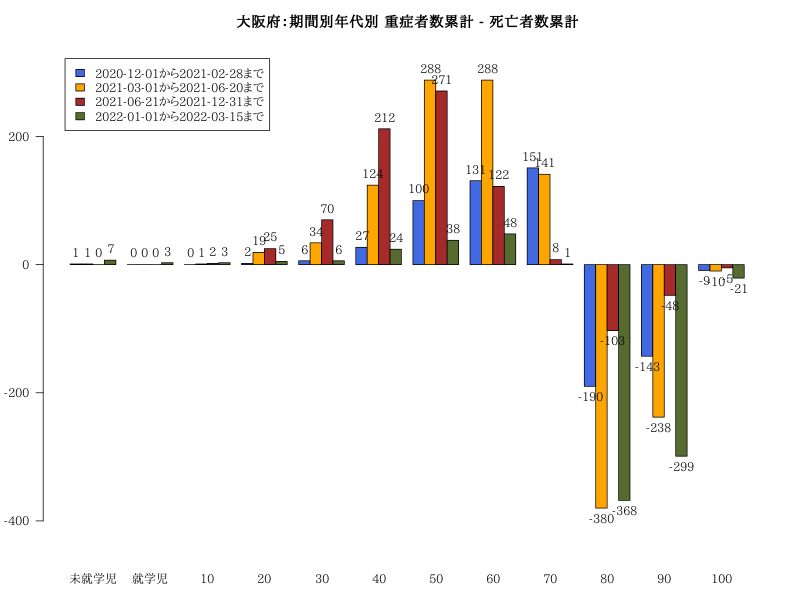 大阪府：期間別年代別 重症者数累計 - 死亡者数累計
2020-12-01から2021-02-28まで
2021-03-01から2021-06-20まで
2021-06-21から2021-12-31まで
2022-01-01から2022-03-15まで
200
0
-200
-400
1 1 0 7
0 0 0 3
0 1 2 3
2 19 25 5
6 34 70 6
27 124 212 24
100 288 271 38
131 288 122 48
151 141 8 1
-190 -380 -103 -368
-143 -238 -48 -299
-9 -10 -5 -21
未就学児 就学児 10 20 30 40 50 60 70 80 90 100